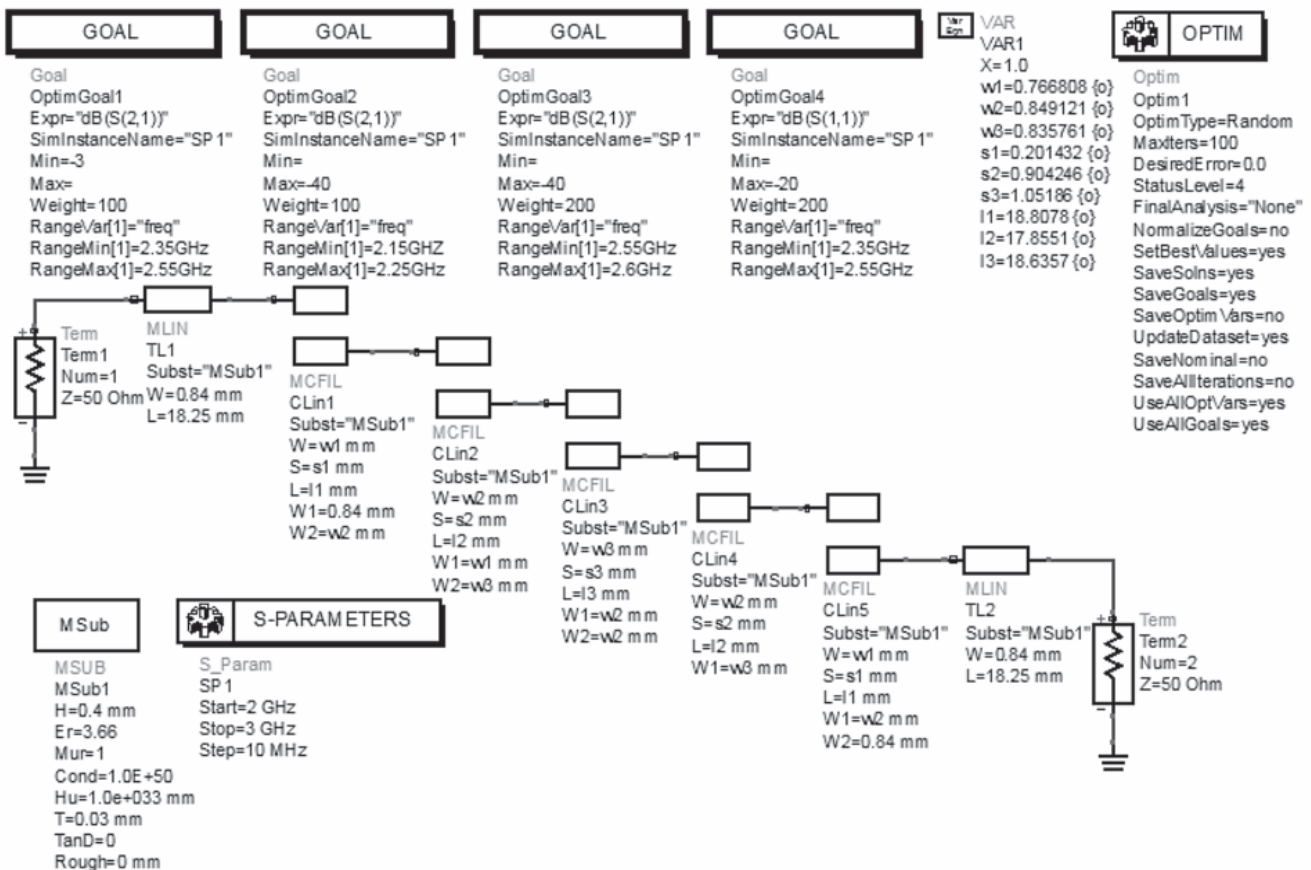 GOAL
Goal
OptimGoal1
Expr="dB(S(2,1))"
SimInstanceName="SP1"
Min=-3
Max=
Weight=100
RangeVar[1]="freq"
RangeMin[1]=2.35GHz
RangeMax[1]=2.55GHz
GOAL
Goal
OptimGoal2
Expr="dB(S(2,1))"
SimInstanceName="SP1"
Min=
Max=-40
Weight=100
RangeVar[1]="freq"
RangeMin[1]=2.15GHZ
RangeMax[1]=2.25GHz
GOAL
Goal
OptimGoal3
Expr="dB(S(2,1))"
SimInstanceName="SP1"
Min=
Max=-40
Weight=200
RangeVar[1]="freq"
RangeMin[1]=2.55GHz
RangeMax[1]=2.6GHz
GOAL
Goal
OptimGoal4
Expr="dB(S(1,1))"
SimInstanceName="SP1"
Min=
Max=-20
Weight=200
RangeVar[1]="freq"
RangeMin[1]=2.35GHz
RangeMax[1]=2.55GHz
Var
Eqn
VAR
VAR1
X=1.0
w1=0.766808 {o}
w2=0.849121 {o}
w3=0.835761 {o}
s1=0.201432 {o}
s2=0.904246 {o}
s3=1.05186 {o}
l1=18.8078 {o}
l2=17.8551 {o}
l3=18.6357 {o}
OPTIM
Optim
Optim1
OptimType=Random
MaxIters=100
DesiredError=0.0
StatusLevel=4
FinalAnalysis="None"
NormalizeGoals=no
SetBestValues=yes
SaveSolns=yes
SaveGoals=yes
SaveOptimVars=no
UpdateDataset=yes
SaveNominal=no
SaveAllIterations=no
UseAllOptVars=yes
UseAllGoals=yes
+
Term
Term1
Num=1
Z=50 Ohm
-
MLIN
TL1
Subst="MSub1"
W=0.84 mm
L=18.25 mm
MCFIL
CLin1
Subst="MSub1"
W=w1 mm
S=s1 mm
L=l1 mm
W1=0.84 mm
W2=w2 mm
MCFIL
CLin2
Subst="MSub1"
W=w2 mm
S=s2 mm
L=l2 mm
W1=w1 mm
W2=w3 mm
MCFIL
CLin3
Subst="MSub1"
W=w3 mm
S=s3 mm
L=l3 mm
W1=w2 mm
W2=w2 mm
MCFIL
CLin4
Subst="MSub1"
W=w2 mm
S=s2 mm
L=l2 mm
W1=w3 mm
MCFIL
CLin5
Subst="MSub1"
W=w1 mm
S=s1 mm
L=l1 mm
W1=w2 mm
W2=0.84 mm
MLIN
TL2
Subst="MSub1"
W=0.84 mm
L=18.25 mm
+
Term
Term2
Num=2
Z=50 Ohm
-
MSub
MSUB
MSub1
H=0.4 mm
Er=3.66
Mur=1
Cond=1.0E+50
Hu=1.0e+033 mm
T=0.03 mm
TanD=0
Rough=0 mm
S-PARAMETERS
S_Param
SP1
Start=2 GHz
Stop=3 GHz
Step=10 MHz